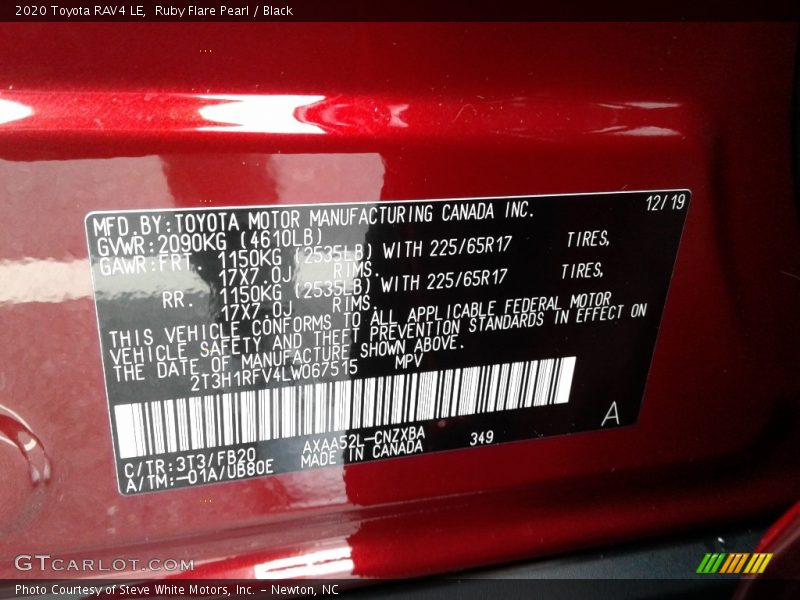 2020 Toyota RAV4 LE,  Ruby Flare Pearl / Black
12/19
MFD.BY:TOYOTA MOTOR MANUFACTURING CANADA INC.
GVWR:2090KG (4610LB)
GAWR:FRT 1150KG (2535LB) WITH 225/65R17 TIRES,
17X7.0J RIMS.
RR. 1150KG (2535LB) WITH 225/65R17 TIRES,
17X7.0J RIMS.
THIS VEHICLE CONFORMS TO ALL APPLICABLE FEDERAL MOTOR
VEHICLE SAFETY AND THEFT PREVENTION STANDARDS IN EFFECT ON
THE DATE OF MANUFACTURE SHOWN ABOVE.
2T3H1RFV4LW067515 MPV
A
C/TR:3T3/FB20 AXAA52L-CNZXBA 349
A/TM:-01A/UB80E MADE IN CANADA
GTCARLOT.COM
Photo Courtesy of Steve White Motors, Inc. – Newton, NC